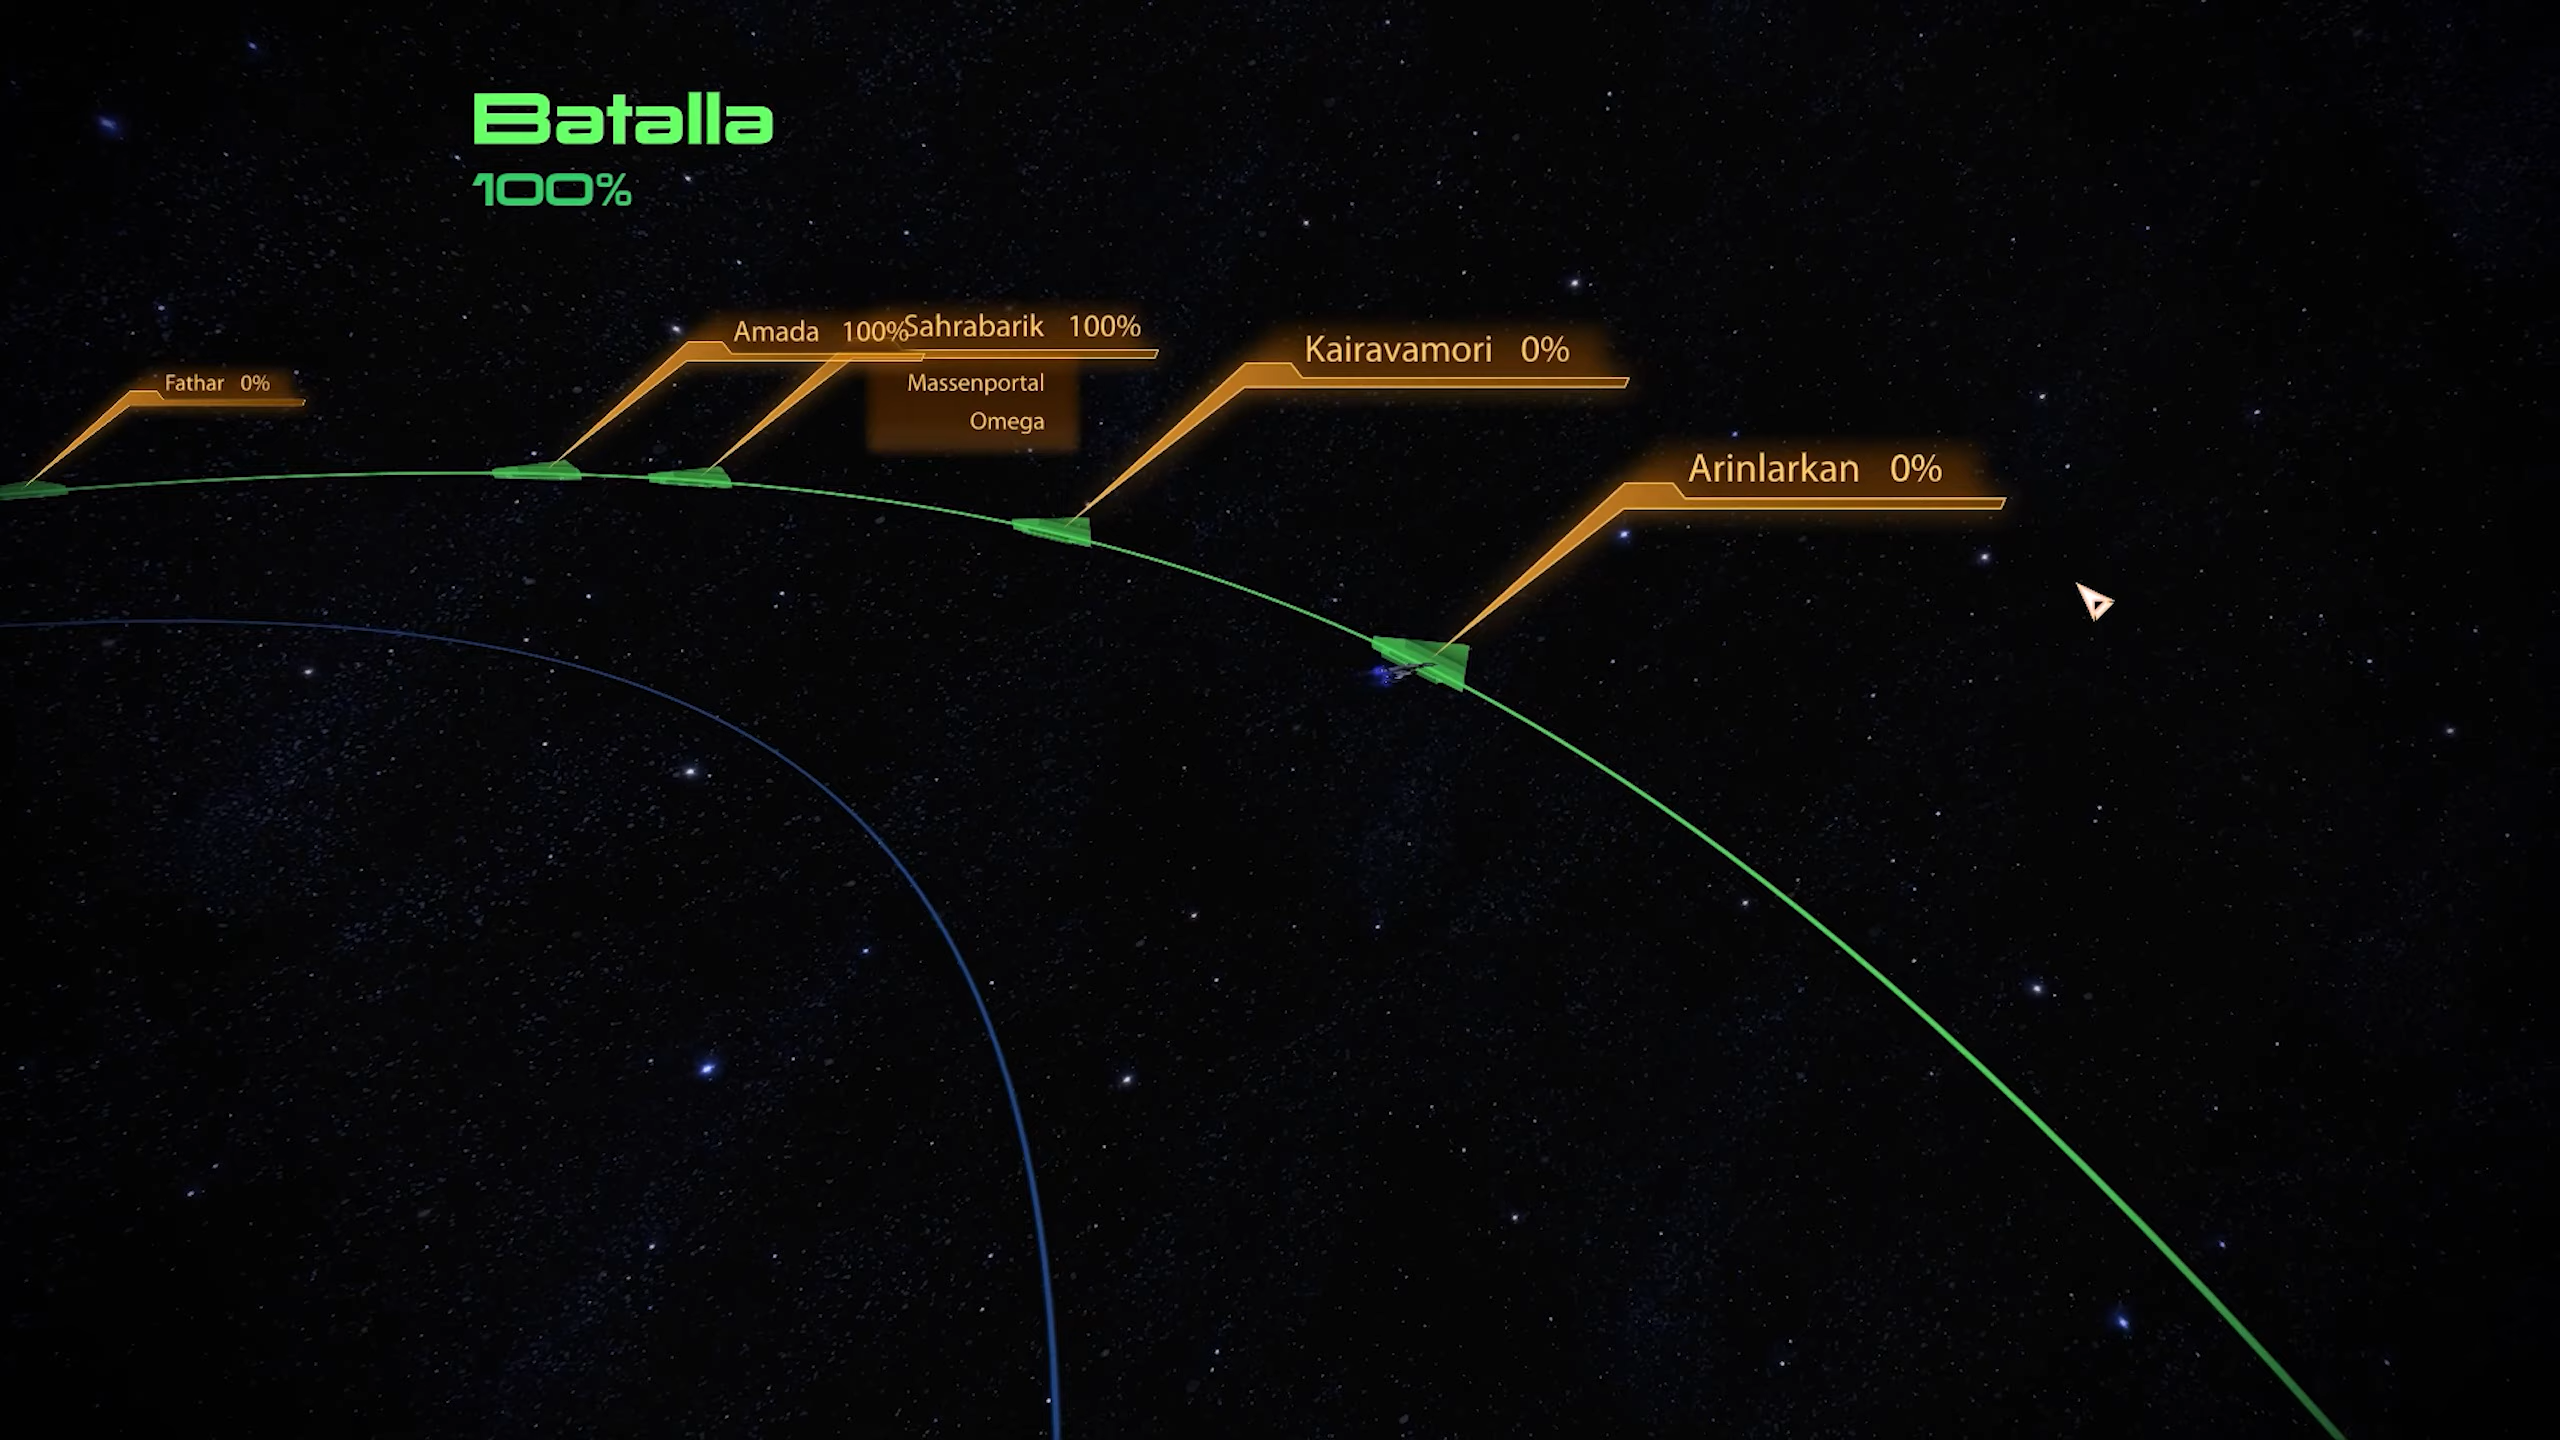 Batalla
100%
Fathar 0%
Amada 100%
Sahrabarik 100%
Massenportal
Omega
Kairavamori 0%
Arinlarkan 0%